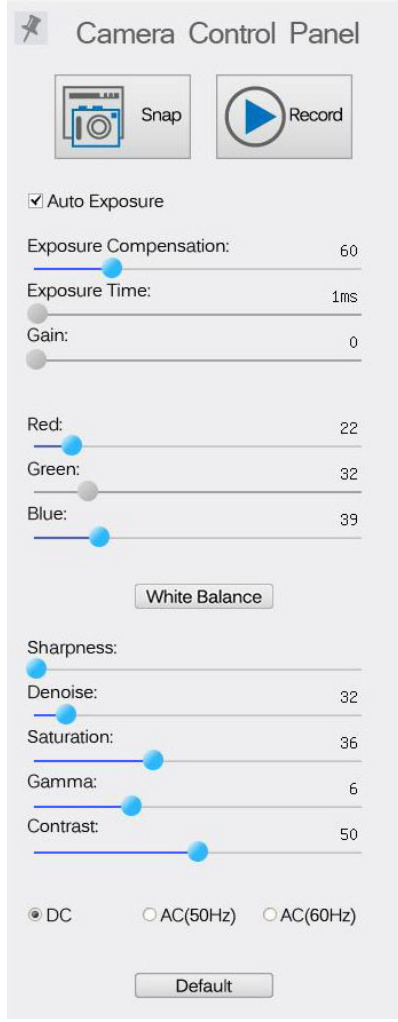 Camera Control Panel
Snap
Record
Auto Exposure
Exposure Compensation: 60
Exposure Time: 1ms
Gain: 0
Red: 22
Green: 32
Blue: 39
White Balance
Sharpness:
Denoise: 32
Saturation: 36
Gamma: 6
Contrast: 50
DC AC(50Hz) AC(60Hz)
Default